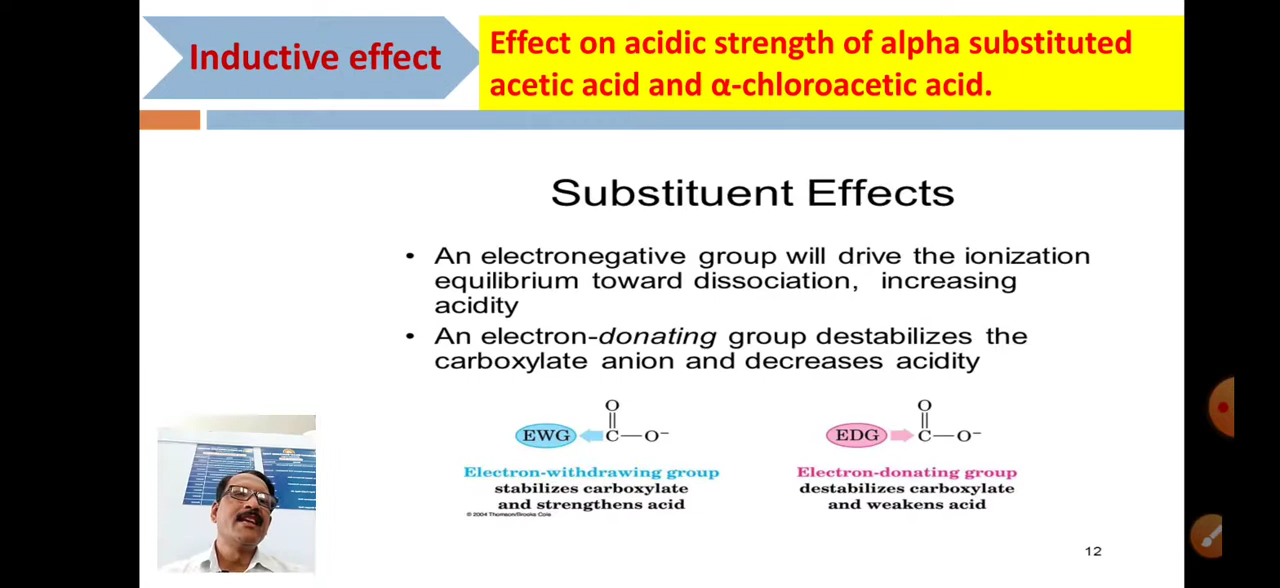 Inductive effect
Effect on acidic strength of alpha substituted
acetic acid and α-chloroacetic acid.
Substituent Effects
• An electronegative group will drive the ionization
equilibrium toward dissociation, increasing
acidity
• An electron-donating group destabilizes the
carboxylate anion and decreases acidity
O
EWG C—O⁻
O
EDG C—O⁻
Electron-withdrawing group
stabilizes carboxylate
and strengthens acid
© 2004 Thomson/Brooks Cole
Electron-donating group
destabilizes carboxylate
and weakens acid
12